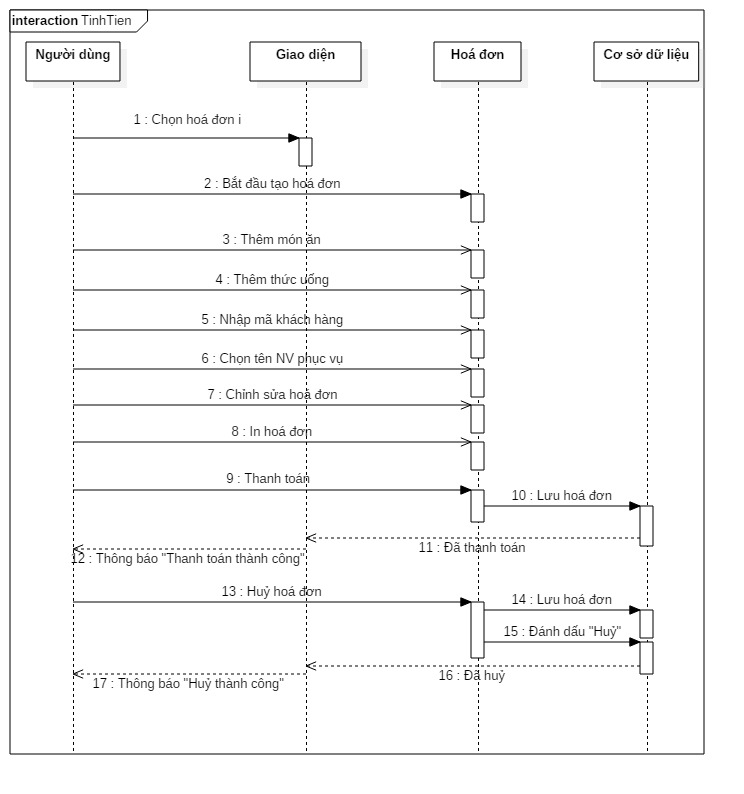 interaction TinhTien
Người dùng
Giao diện
Hoá đơn
Cơ sở dữ liệu
1 : Chọn hoá đơn i
2 : Bắt đầu tạo hoá đơn
3 : Thêm món ăn
4 : Thêm thức uống
5 : Nhập mã khách hàng
6 : Chọn tên NV phục vụ
7 : Chỉnh sửa hoá đơn
8 : In hoá đơn
9 : Thanh toán
10 : Lưu hoá đơn
11 : Đã thanh toán
12 : Thông báo "Thanh toán thành công"
13 : Huỷ hoá đơn
14 : Lưu hoá đơn
15 : Đánh dấu "Huỷ"
16 : Đã huỷ
17 : Thông báo "Huỷ thành công"